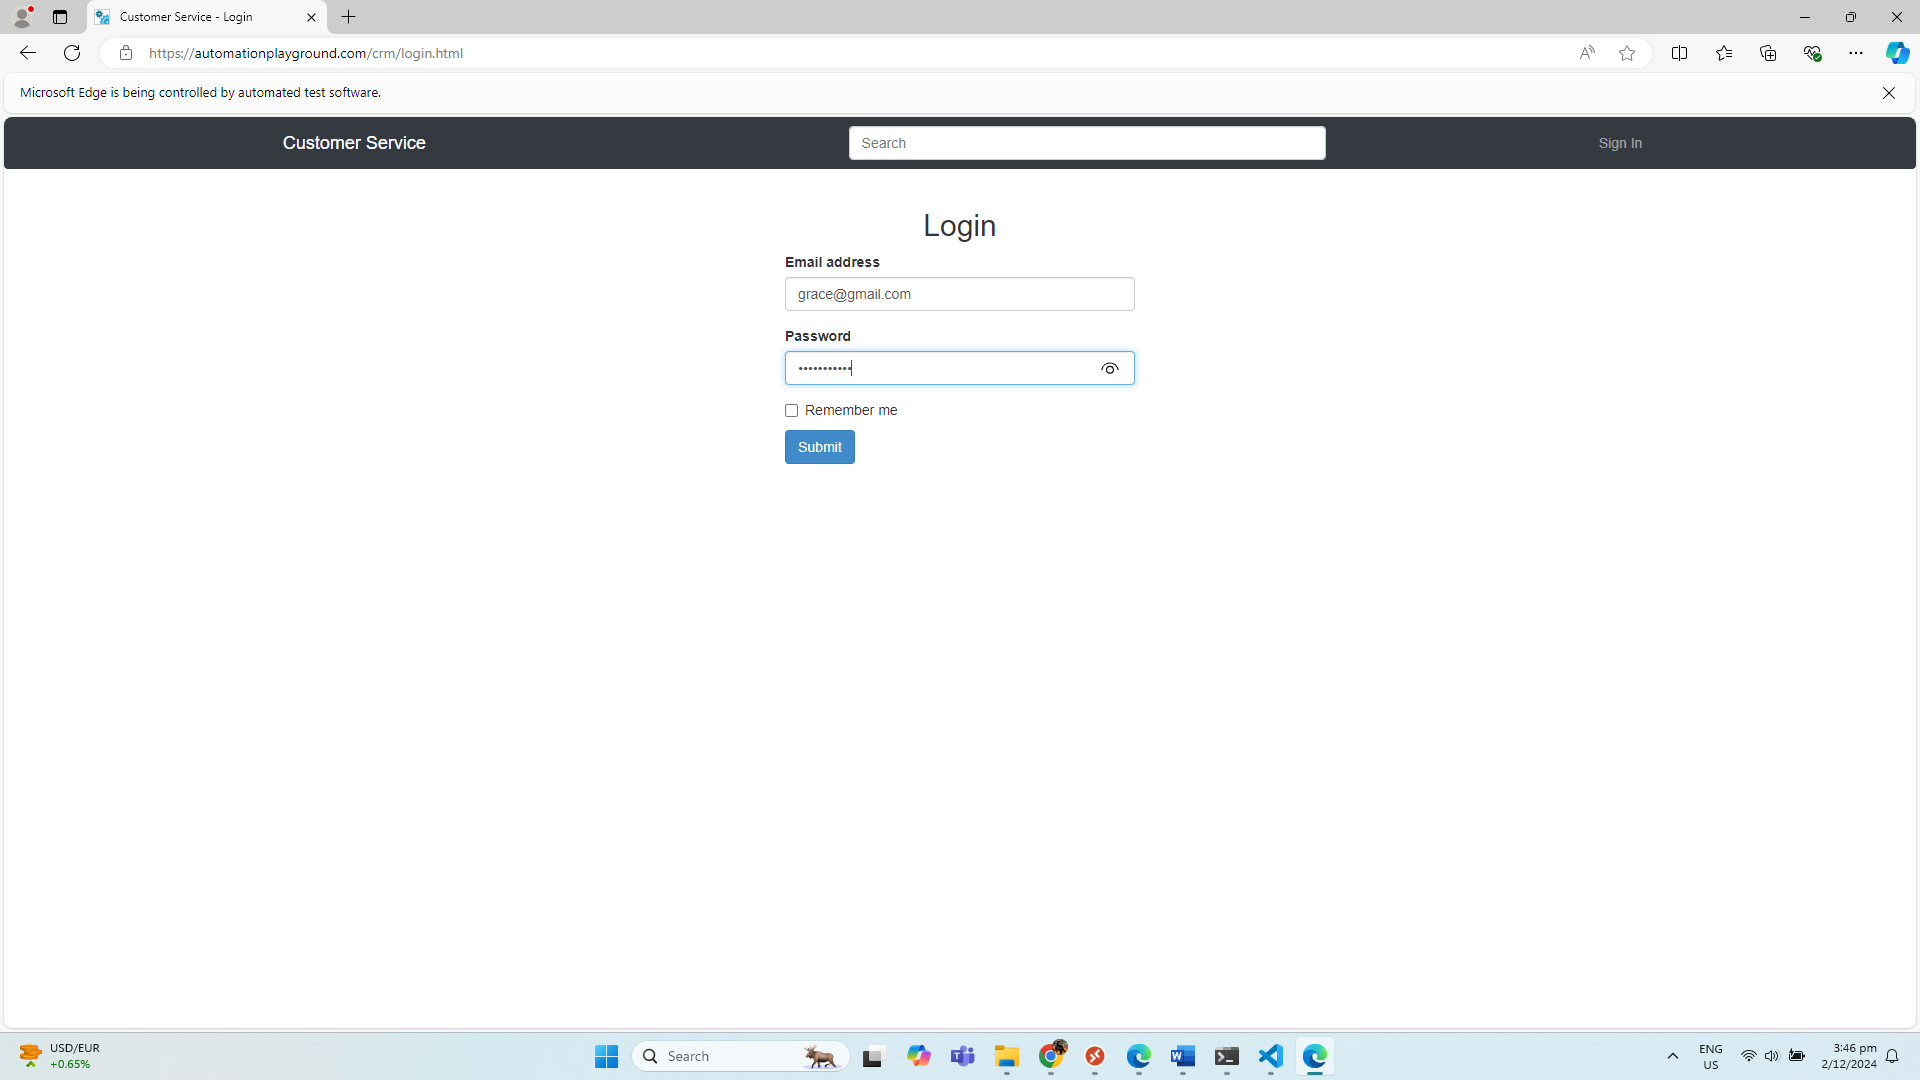 Customer Service - Login
https://automationplayground.com/crm/login.html
Microsoft Edge is being controlled by automated test software.
Customer Service
Search
Sign In
Login
Email address
grace@gmail.com
Password
•••••••••••
Remember me
Submit
USD/EUR
+0.65%
Search
ENG
US
3:46 pm
2/12/2024